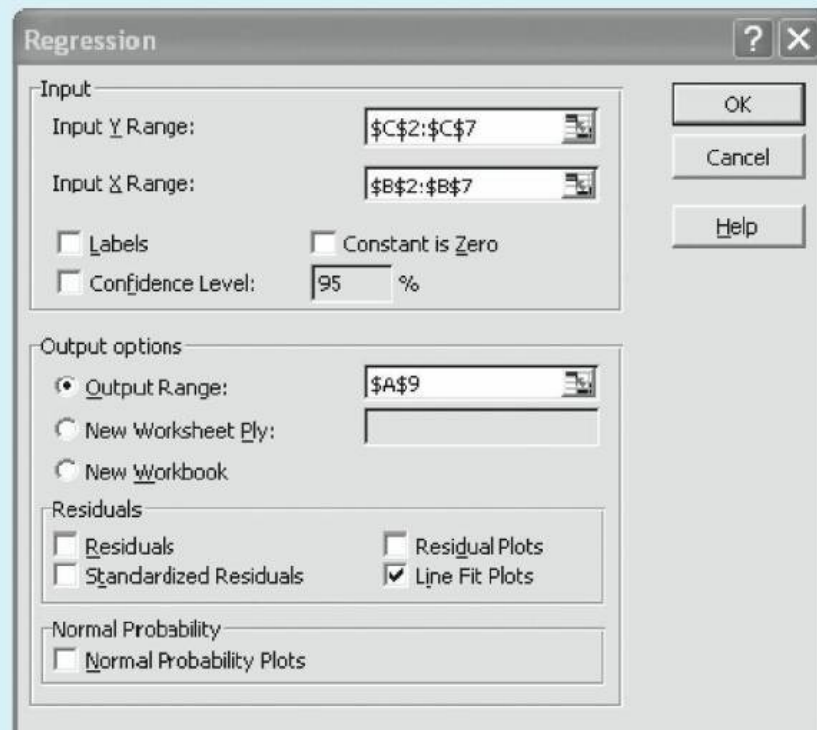 Regression
Input
Input Y Range: $C$2:$C$7
OK
Input X Range: $B$2:$B$7
Cancel
Labels Constant is Zero
Help
Confidence Level: 95 %
Output options
Output Range: $A$9
New Worksheet Ply:
New Workbook
Residuals
Residuals Residual Plots
Standardized Residuals Line Fit Plots
Normal Probability
Normal Probability Plots